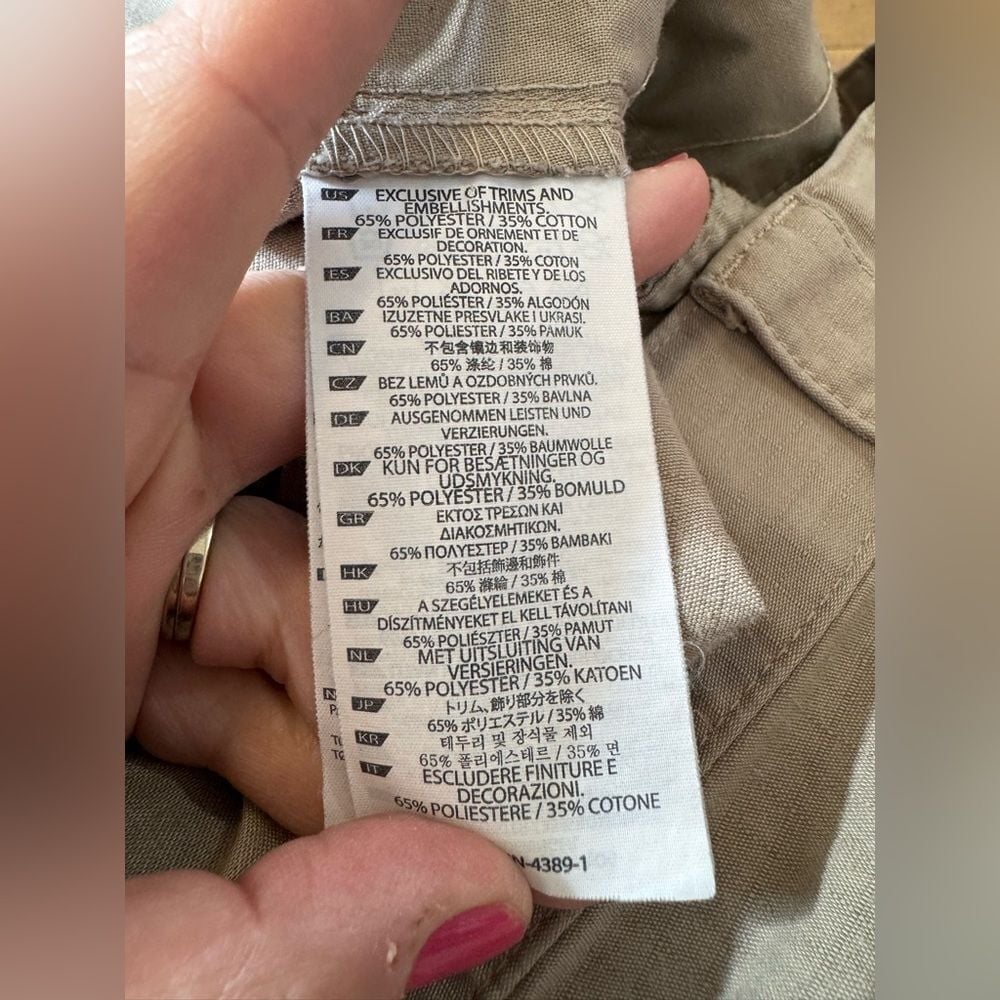 US EXCLUSIVE OF TRIMS AND
EMBELLISHMENTS.
65% POLYESTER / 35% COTTON
FR EXCLUSIF DE ORNEMENT ET DE
DECORATION.
65% POLYESTER / 35% COTON
ES EXCLUSIVO DEL RIBETE Y DE LOS
ADORNOS.
65% POLIÉSTER / 35% ALGODÓN
BA IZUZETNE PRESVLAKE I UKRASI.
65% POLIESTER / 35% PAMUK
CN 不包含镶边和装饰物
65% 涤纶 / 35% 棉
CZ BEZ LEMŮ A OZDOBNÝCH PRVKŮ.
65% POLYESTER / 35% BAVLNA
DE AUSGENOMMEN LEISTEN UND
VERZIERUNGEN.
65% POLYESTER / 35% BAUMWOLLE
DK KUN FOR BESÆTNINGER OG
UDSMYKNING.
65% POLYESTER / 35% BOMULD
GR ΕΚΤΟΣ ΤΡΕΣΩΝ ΚΑΙ
ΔΙΑΚΟΣΜΗΤΙΚΩΝ.
65% ΠΟΛΥΕΣΤΕΡ / 35% ΒΑΜΒΑΚΙ
HK 不包括飾邊和飾件
65% 滌綸 / 35% 棉
HU A SZEGÉLYELEMEKET ÉS A
DÍSZÍTMÉNYEKET EL KELL TÁVOLÍTANI
65% POLIÉSZTER / 35% PAMUT
NL MET UITSLUITING VAN
VERSIERINGEN.
65% POLYESTER / 35% KATOEN
JP トリム、飾り部分を除く
65% ポリエステル / 35% 綿
KR 테두리 및 장식물 제외
65% 폴리에스테르 / 35% 면
IT ESCLUDERE FINITURE E
DECORAZIONI.
65% POLIESTERE / 35% COTONE
N-4389-1